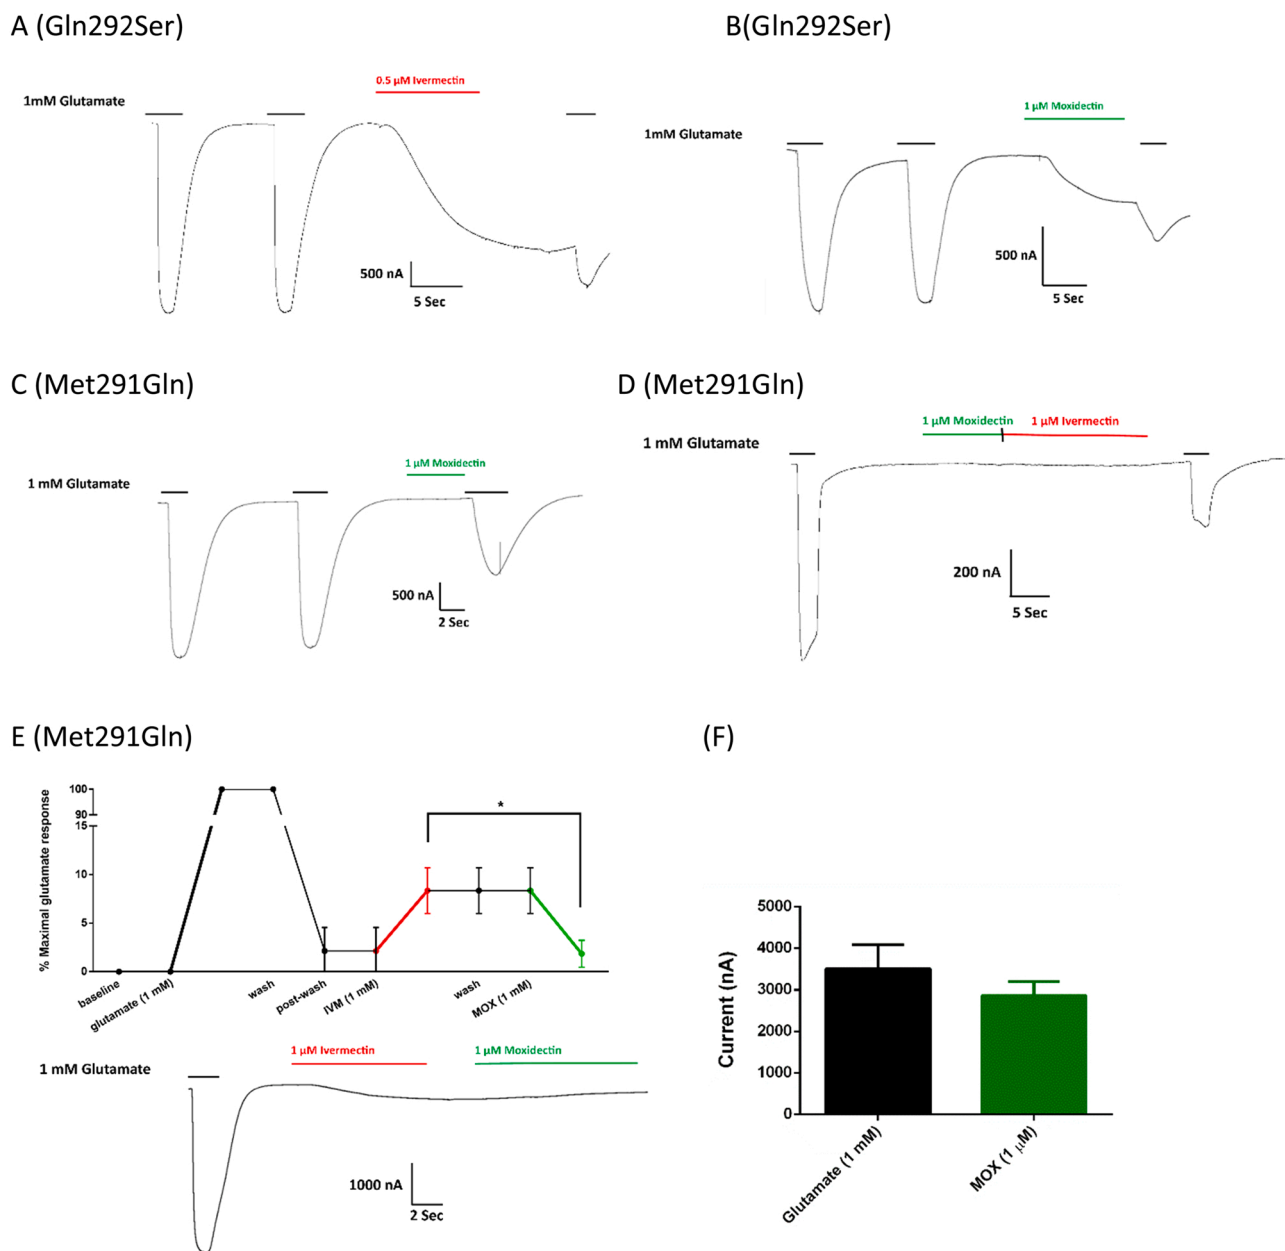 A (Gln292Ser)
0.5 μM Ivermectin
1mM Glutamate
500 nA
5 Sec
B(Gln292Ser)
1 μM Moxidectin
1mM Glutamate
500 nA
5 Sec
C (Met291Gln)
1 μM Moxidectin
1 mM Glutamate
500 nA
2 Sec
D (Met291Gln)
1 μM Moxidectin 1 μM Ivermectin
1 mM Glutamate
200 nA
5 Sec
E (Met291Gln)
% Maximal glutamate response
100
90
15
10
5
0
*
baseline
glutamate (1 mM)
wash
post-wash
IVM (1 mM)
wash
MOX (1 mM)
1 μM Ivermectin 1 μM Moxidectin
1 mM Glutamate
1000 nA
2 Sec
(F)
Current (nA)
5000
4000
3000
2000
1000
0
Glutamate (1 mM)
MOX (1 μM)